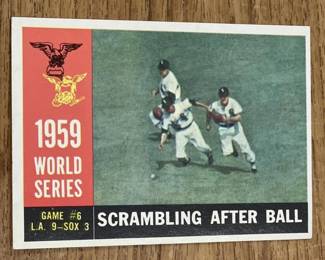 1959
WORLD
SERIES
GAME #6
L.A. 9-SOX 3
SCRAMBLING AFTER BALL